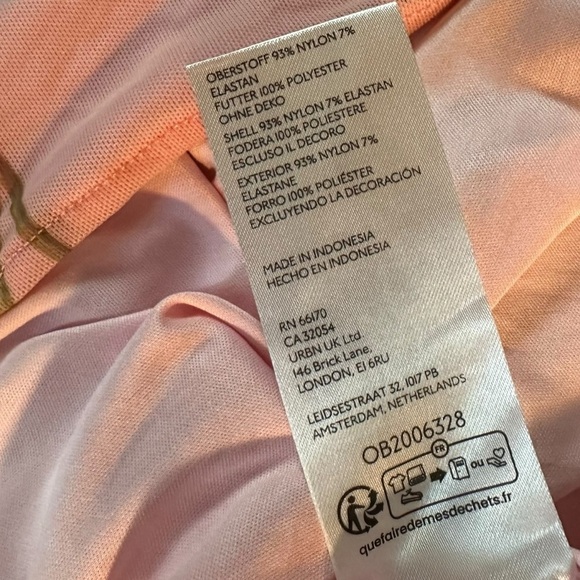 OBERSTOFF 93% NYLON 7%
ELASTAN
FUTTER 100% POLYESTER
OHNE DEKO
SHELL 93% NYLON 7% ELASTAN
FODERA 100% POLIESTERE
ESCLUSO IL DECORO
EXTERIOR 93% NYLON 7%
ELASTANE
FORRO 100% POLIÉSTER
EXCLUYENDO LA DECORACIÓN
MADE IN INDONESIA
HECHO EN INDONESIA
RN 66170
CA 32054
URBN UK Ltd.
146 Brick Lane,
LONDON, E1 6RU
LEIDSESTRAAT 32, 1017 PB
AMSTERDAM, NETHERLANDS
OB2006328
FR
ou
quefairedemesdechets.fr